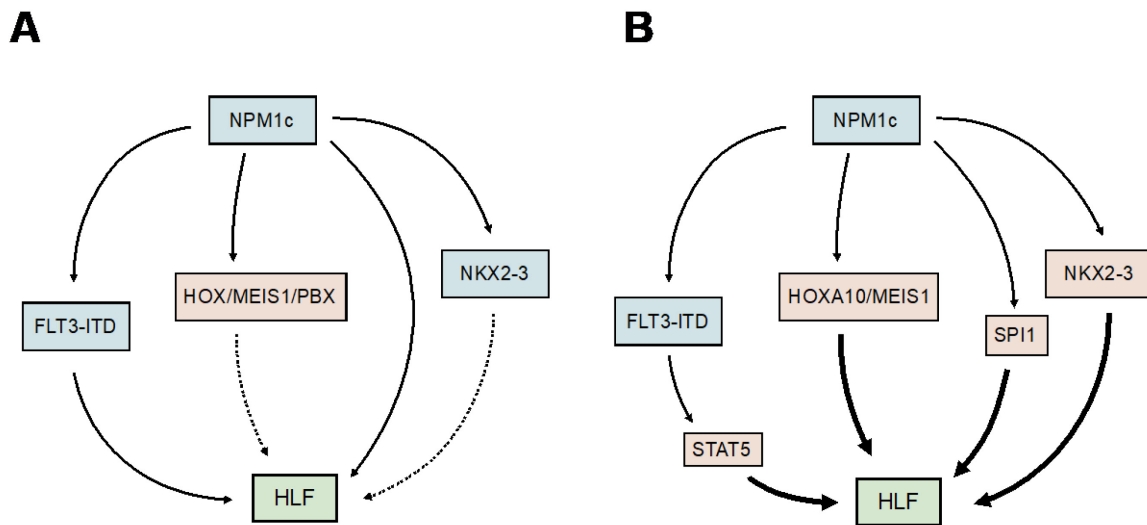 A
NPM1c
NKX2-3
HOX/MEIS1/PBX
FLT3-ITD
HLF
B
NPM1c
NKX2-3
HOXA10/MEIS1
FLT3-ITD
SPI1
STAT5
HLF